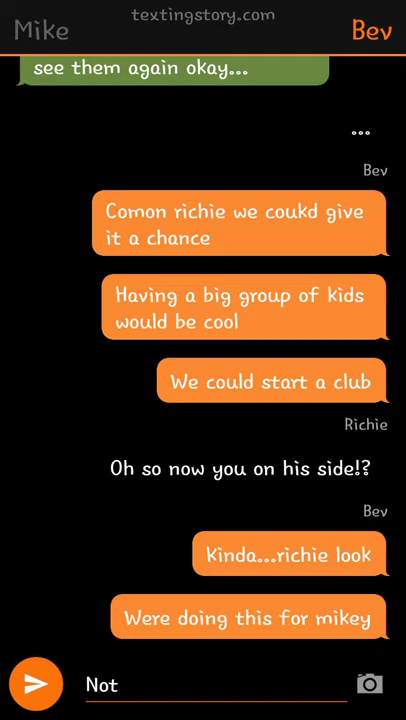 textingstory.com
Mike
Bev
see them again okay...
...
Bev
Comon richie we coukd give
it a chance
Having a big group of kids
would be cool
We could start a club
Richie
Oh so now you on his side!?
Bev
Kinda...richie look
Were doing this for mikey
Not